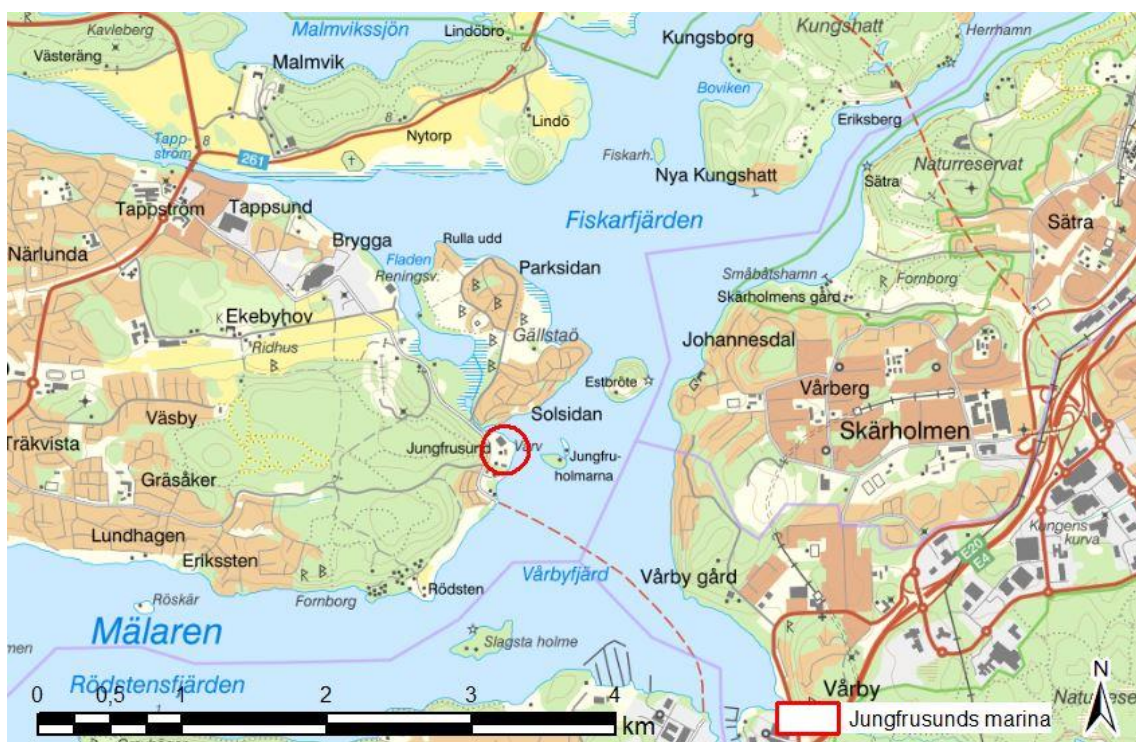 Kavleberg
Västeräng
Malmvikssjön
Lindöbro
Malmvik
Kungsborg
Kungshatt
Herrhamn
Boviken
Eriksberg
Lindö
Nytorp
8
Tapp-
ström
8
261
Fiskarh.
Nya Kungshatt
Naturreservat
Sätra
Sätra
Tappström
Tappsund
Närlunda
Brygga
Rulla udd
Fiskarfjärden
Fladen
Reningsv.
Parksidan
Småbåtshamn
Skärholmens gård
Fornborg
Ekebyhov
Ridhus
Gällstaö
Johannesdal
Estbröte
Vårberg
Väsby
Solsidan
Skärholmen
Träkvista
Jungfrusund
Varv
Jungfru-
holmarna
Gräsåker
Lundhagen
Kungens
kurva
E20
E4
Erikssten
Vårbyfjärd
Vårby gård
R B
Fornborg
Rödsten
Röskär
Mälaren
Slagsta holme
Rödstensfjärden
Vårby
N
0 0,5 1 2 3 4
km
Jungfrusunds marina